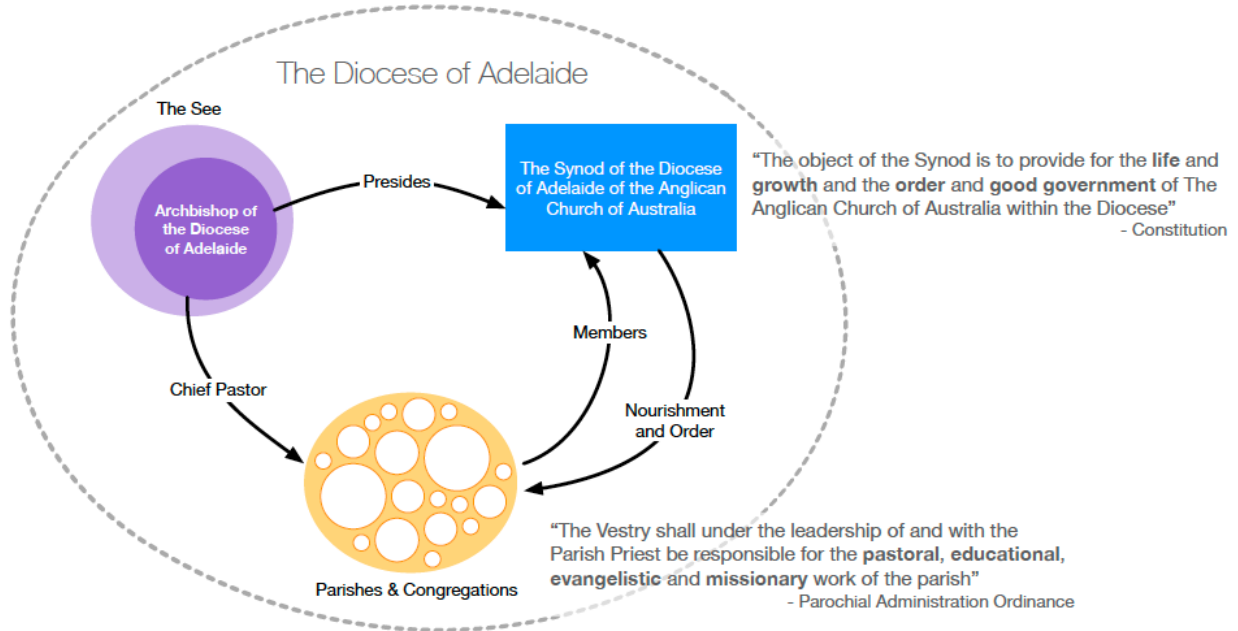 The Diocese of Adelaide
The See
Archbishop of
the Diocese
of Adelaide
Presides
The Synod of the Diocese
of Adelaide of the Anglican
Church of Australia
“The object of the Synod is to provide for the life and
growth and the order and good government of The
Anglican Church of Australia within the Diocese”
- Constitution
Members
Chief Pastor
Nourishment
and Order
Parishes & Congregations
“The Vestry shall under the leadership of and with the
Parish Priest be responsible for the pastoral, educational,
evangelistic and missionary work of the parish”
- Parochial Administration Ordinance